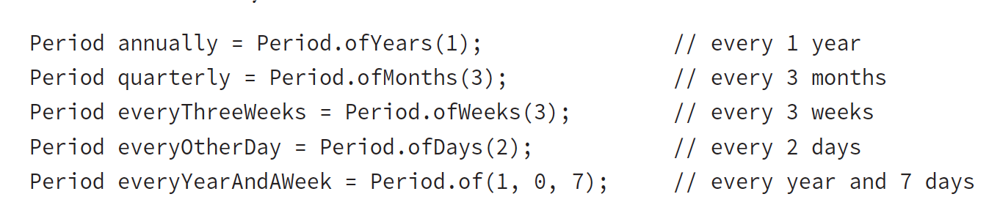 Period annually = Period.ofYears(1); // every 1 year
Period quarterly = Period.ofMonths(3); // every 3 months
Period everyThreeWeeks = Period.ofWeeks(3); // every 3 weeks
Period everyOtherDay = Period.ofDays(2); // every 2 days
Period everyYearAndAWeek = Period.of(1, 0, 7); // every year and 7 days